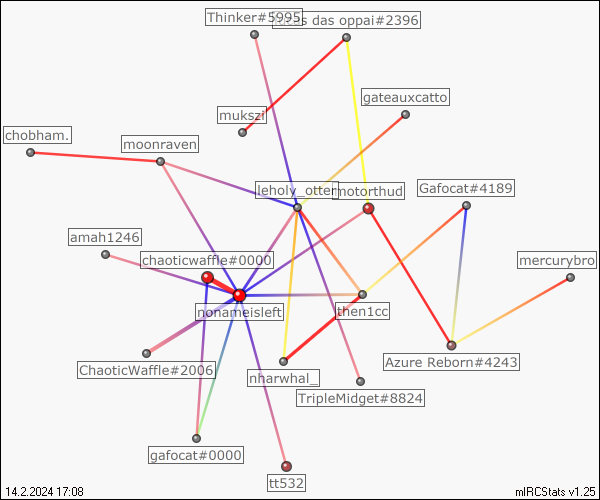 Thinker#5995
das oppai#2396
gateauxcatto
mukszi
chobham.
moonraven
leholy_otter
motorthud
Gafocat#4189
amah1246
chaoticwaffle#0000
mercurybro
nonameisleft
then1cc
ChaoticWaffle#2006
nharwhal_
Azure Reborn#4243
TripleMidget#8824
gafocat#0000
tt532
14.2.2024 17:08
mIRCStats v1.25